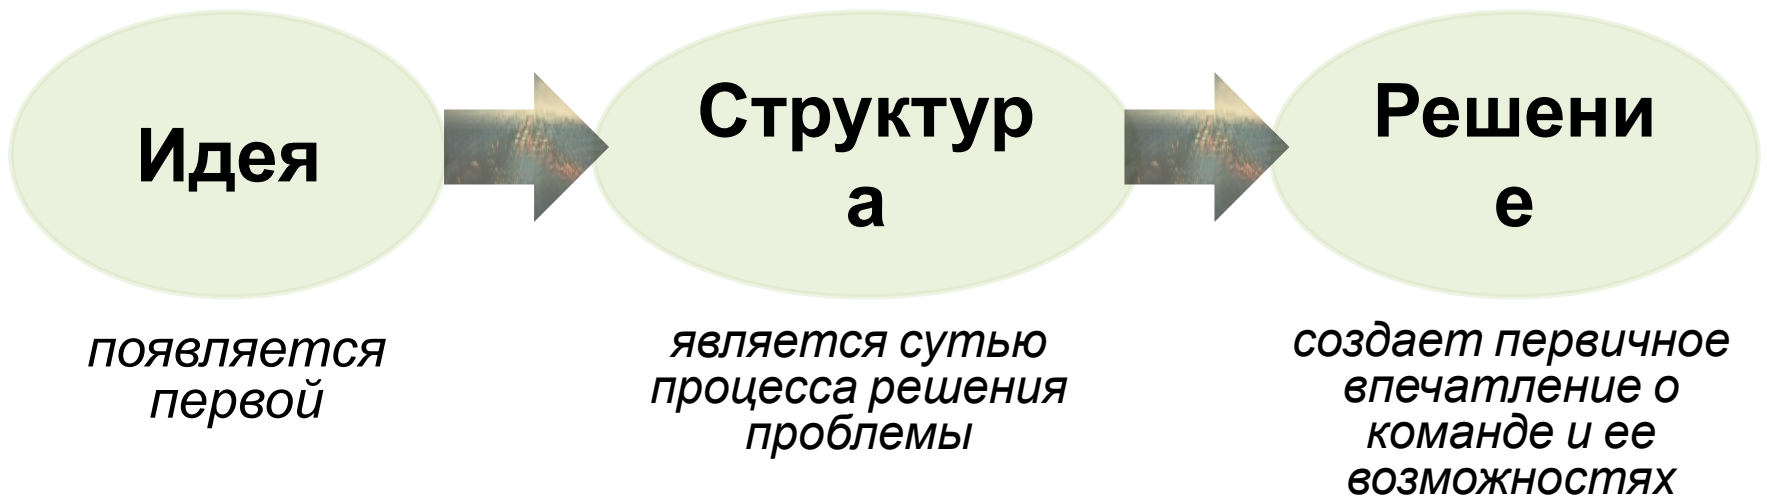 Идея
появляется
первой
Структур
а
является сутью
процесса решения
проблемы
Решени
е
создает первичное
впечатление о
команде и ее
возможностях